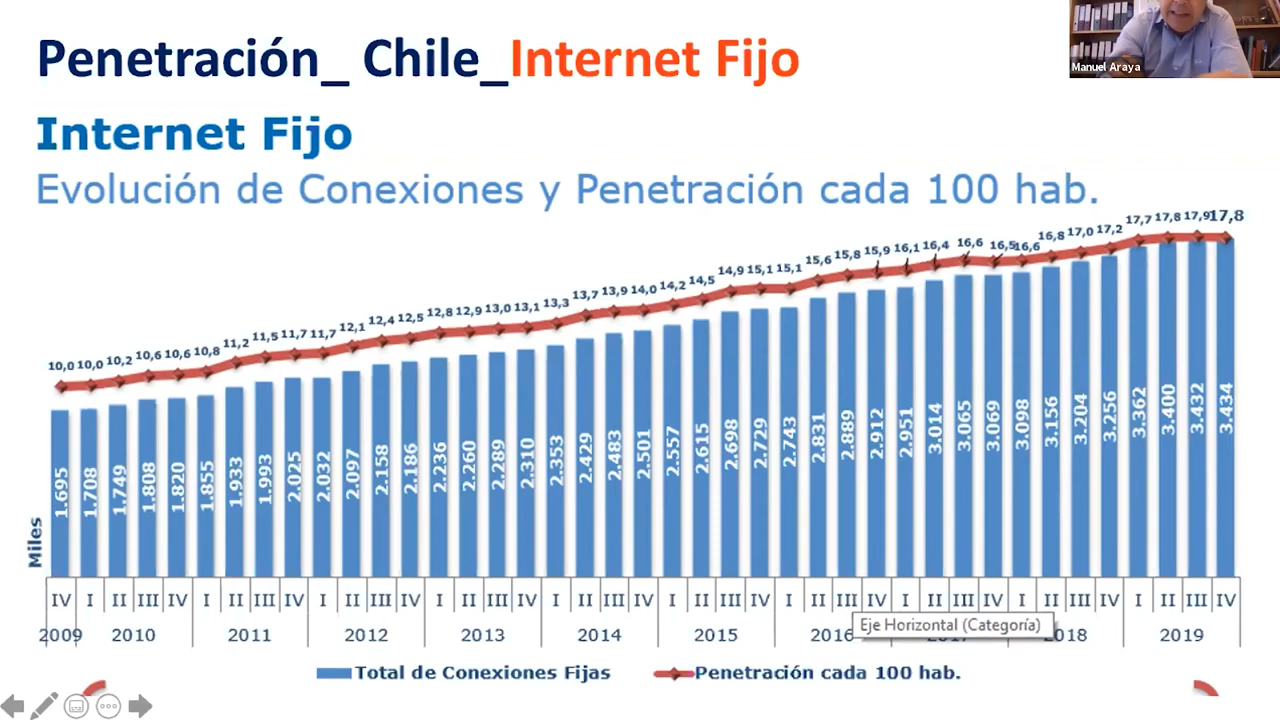 Penetración_ Chile_Internet Fijo
Manuel Araya
Internet Fijo
Evolución de Conexiones y Penetración cada 100 hab.
10,0 10,0 10,2 10,6 10,6 10,8 11,2 11,5 11,7 11,7 12,1 12,4 12,5 12,8 12,9 13,0 13,1 13,3 13,7 13,9 14,0 14,2 14,5 14,9 15,1 15,1 15,6 15,8 15,9 16,1 16,4 16,6 16,5 16,6 16,8 17,0 17,2 17,7 17,8 17,9 17,8
1.695 1.708 1.749 1.808 1.820 1.855 1.933 1.993 2.025 2.032 2.097 2.158 2.186 2.236 2.260 2.289 2.310 2.353 2.429 2.483 2.501 2.557 2.615 2.698 2.729 2.743 2.831 2.889 2.912 2.951 3.014 3.065 3.069 3.098 3.156 3.204 3.256 3.362 3.400 3.432 3.434
Miles
IV I II III IV I II III IV I II III IV I II III IV I II III IV I II III IV I II III IV I II III IV I II III IV I II III IV
2009 2010 2011 2012 2013 2014 2015 2016 2017 2018 2019
Eje Horizontal (Categoría)
Total de Conexiones Fijas
Penetración cada 100 hab.